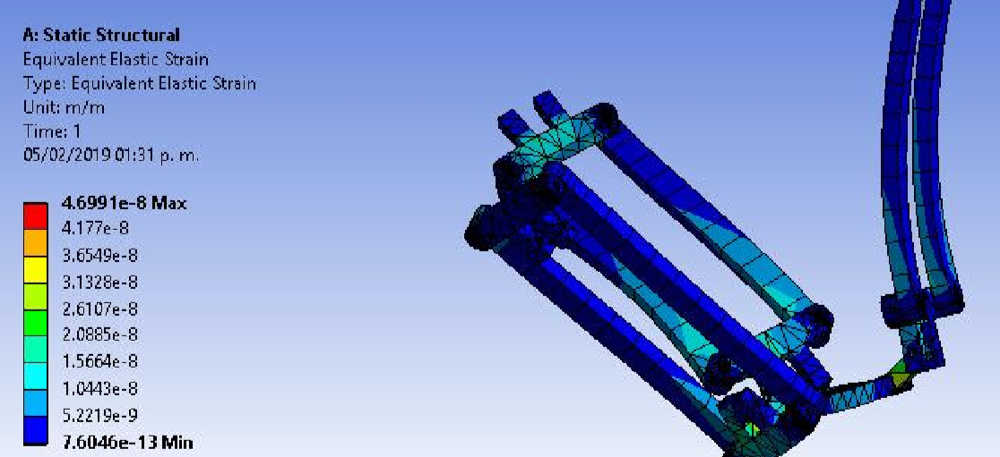 A: Static Structural
Equivalent Elastic Strain
Type: Equivalent Elastic Strain
Unit: m/m
Time: 1
05/02/2019 01:31 p. m.
4.6991e-8 Max
4.177e-8
3.6549e-8
3.1328e-8
2.6107e-8
2.0885e-8
1.5664e-8
1.0443e-8
5.2219e-9
7.6046e-13 Min